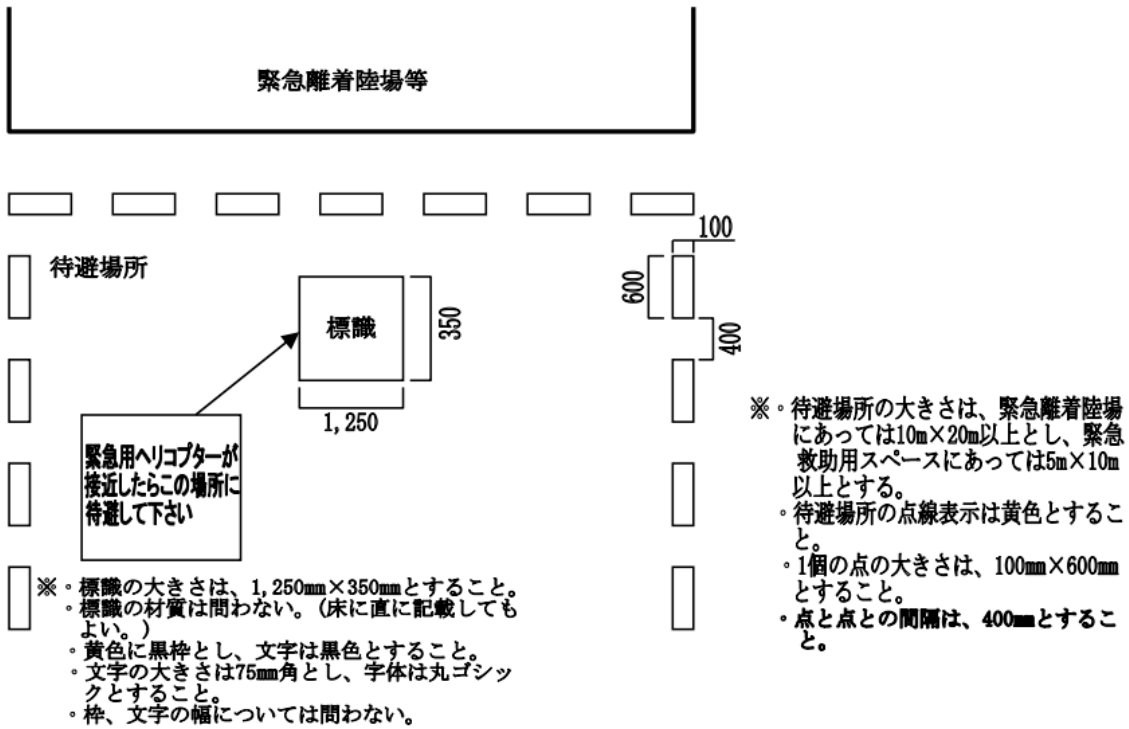 緊急離着陸場等
待避場所
100
600
400
標識
350
1,250
緊急用ヘリコプターが
接近したらこの場所に
待避して下さい
※・標識の大きさは、1,250㎜×350㎜とすること。
・標識の材質は問わない。(床に直に記載しても
よい。)
・黄色に黒枠とし、文字は黒色とすること。
・文字の大きさは75㎜角とし、字体は丸ゴシッ
クとすること。
・枠、文字の幅については問わない。
※・待避場所の大きさは、緊急離着陸場
にあっては10m×20m以上とし、緊急
救助用スペースにあっては5m×10m
以上とする。
・待避場所の点線表示は黄色とするこ
と。
・1個の点の大きさは、100㎜×600㎜
とすること。
・点と点との間隔は、400㎜とするこ
と。